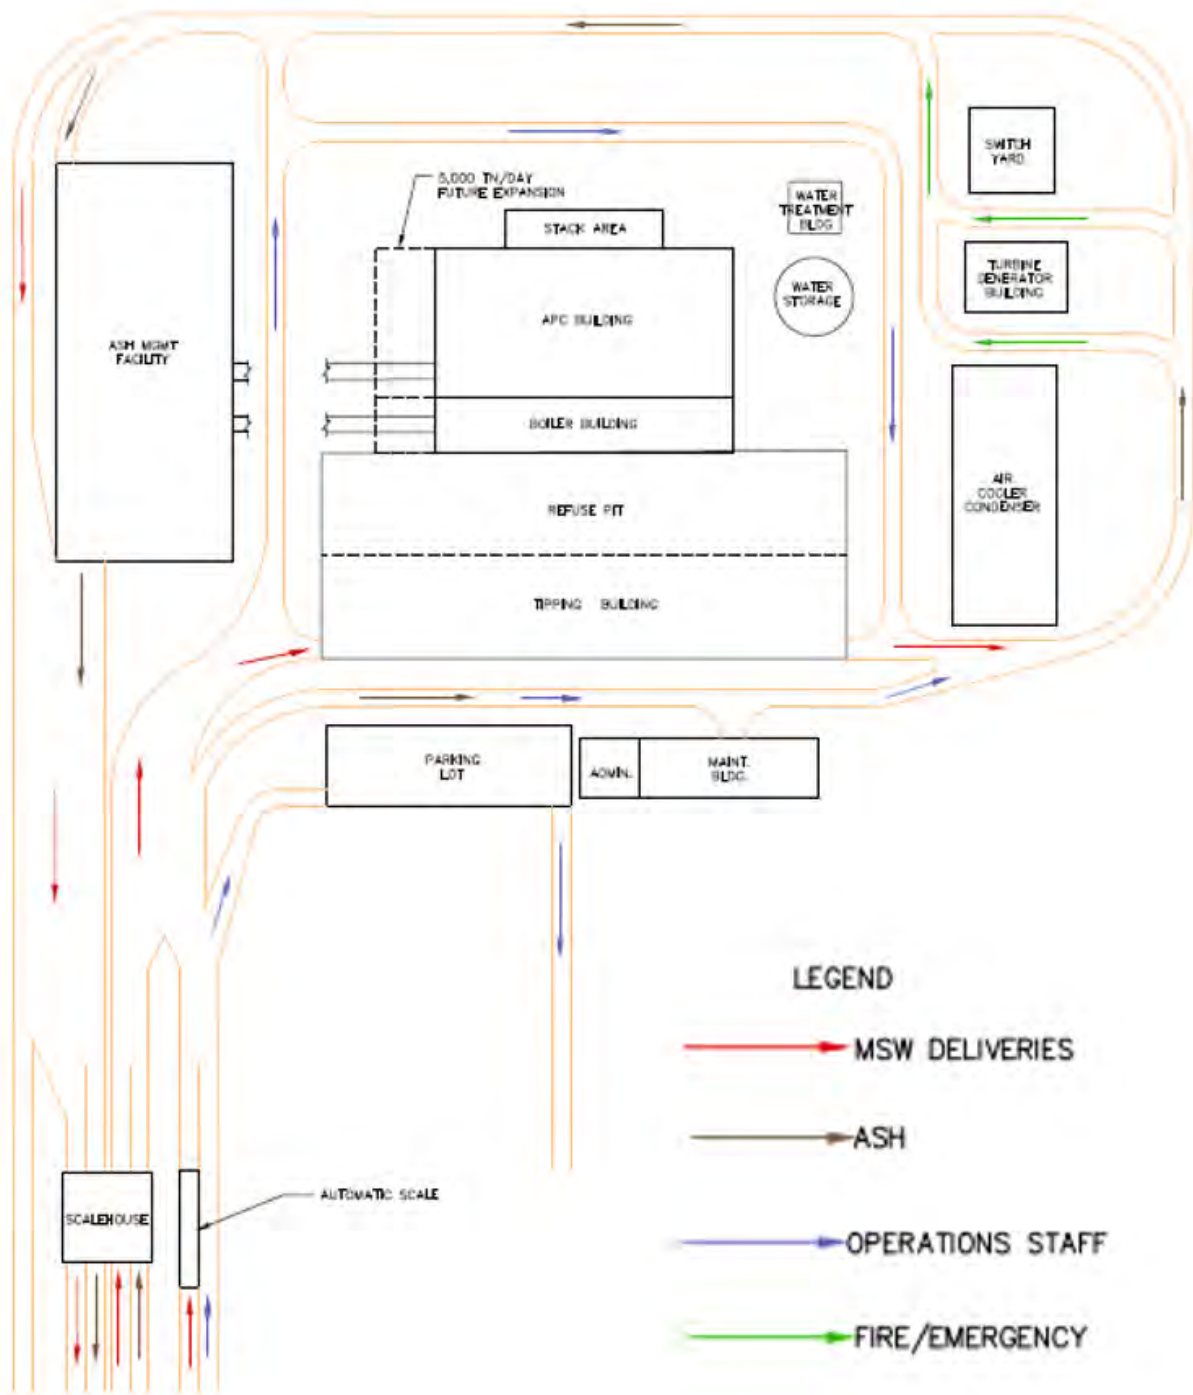 SWITCH
YARD
5,000 TN/DAY
FUTURE EXPANSION
WATER
TREATMENT
BLDG
STACK AREA
TURBINE
GENERATOR
BUILDING
WATER
STORAGE
APC BUILDING
ASH MGMT
FACILITY
BOILER BUILDING
AIR
COOLER
CONDENSER
REFUSE PIT
TIPPING BUILDING
PARKING
LOT
ADMIN.
MAINT.
BLDG.
LEGEND
MSW DELIVERIES
ASH
OPERATIONS STAFF
FIRE/EMERGENCY
AUTOMATIC SCALE
SCALEHOUSE